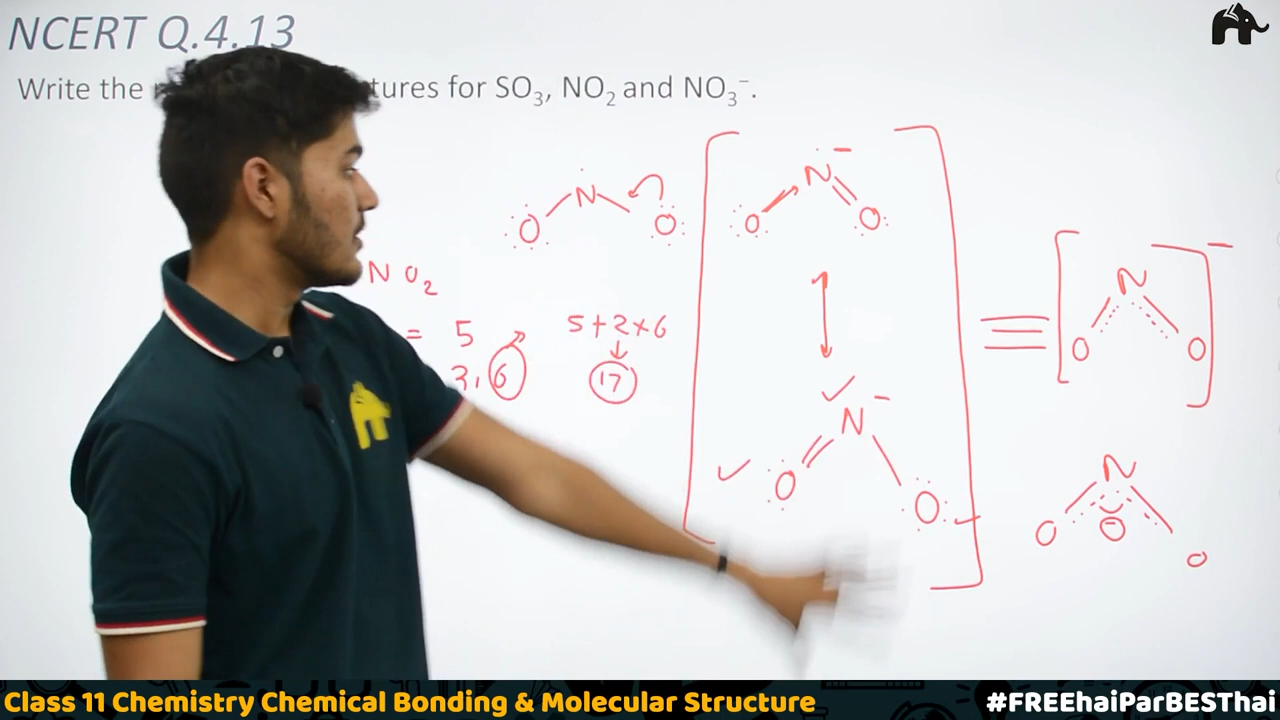 NCERT Q.4.13
Write the tures for SO₃, NO₂ and NO₃⁻.
N
O O
N⁻
O O
N O₂
= 5
3, 6
5+2×6
17
N⁻
O O
≡
N
O O
⁻
N
O O
O
Class 11 Chemistry Chemical Bonding & Molecular Structure
#FREEhaiParBESThai